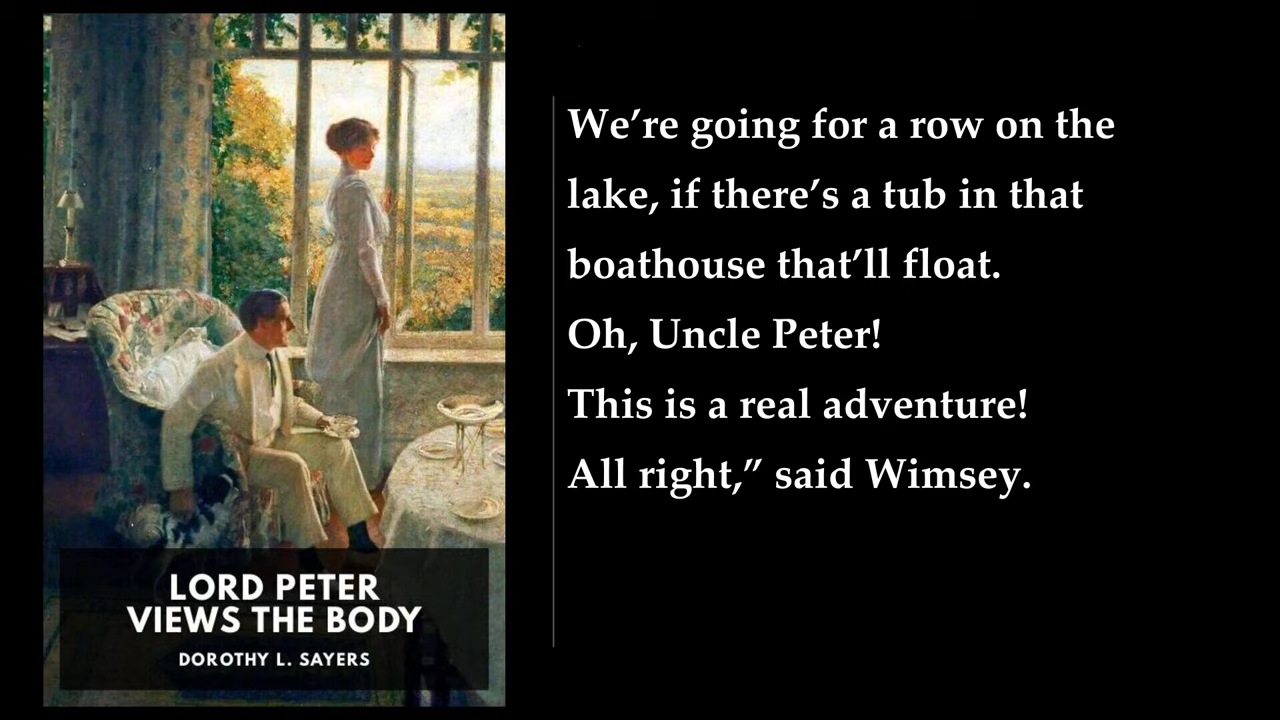 LORD PETER
VIEWS THE BODY
DOROTHY L. SAYERS
We’re going for a row on the
lake, if there’s a tub in that
boathouse that’ll float.
Oh, Uncle Peter!
This is a real adventure!
All right,” said Wimsey.